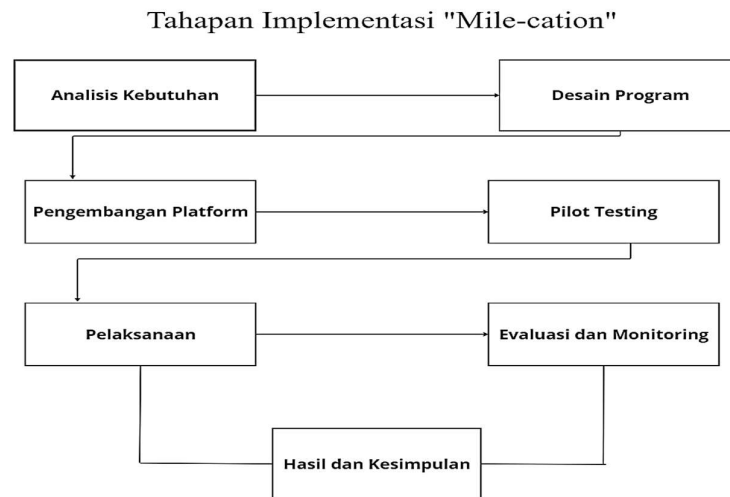 Tahapan Implementasi "Mile-cation"
Analisis Kebutuhan
Desain Program
Pengembangan Platform
Pilot Testing
Pelaksanaan
Evaluasi dan Monitoring
Hasil dan Kesimpulan